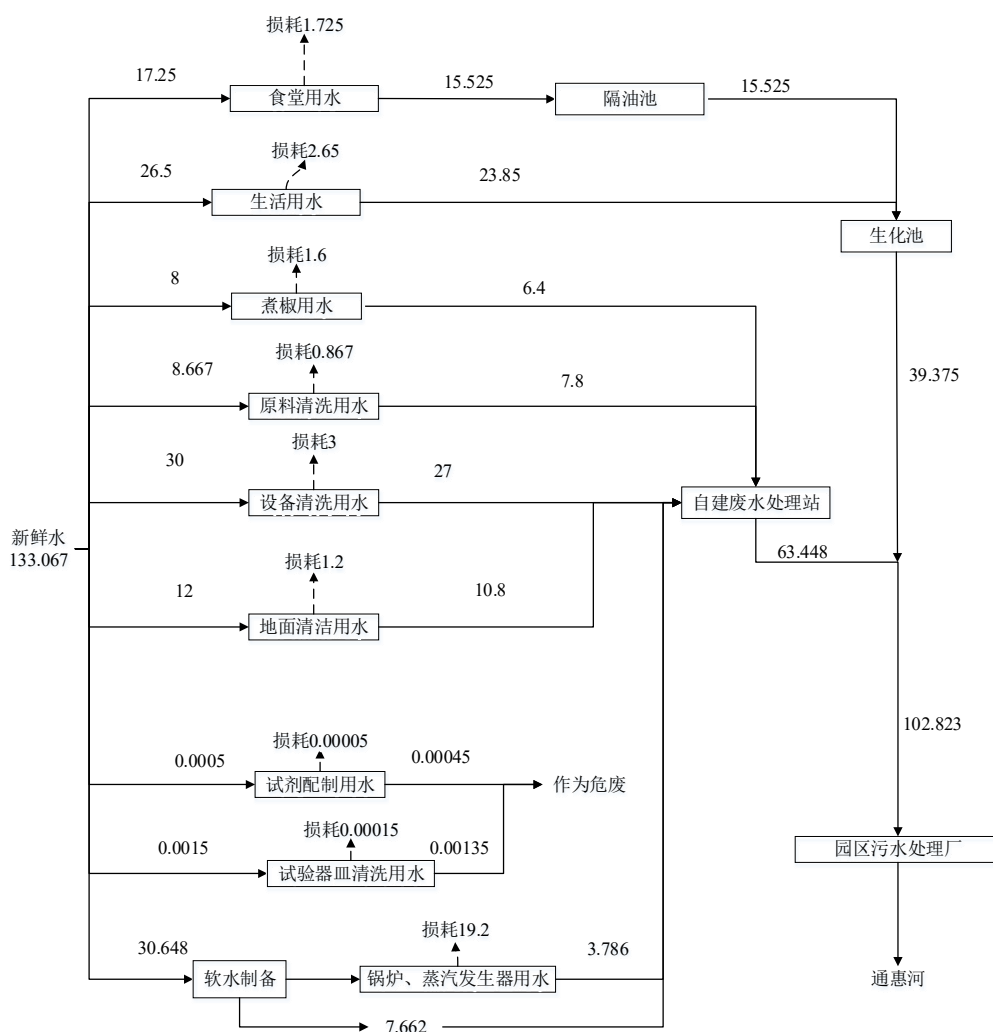 损耗1.725
17.25
食堂用水
15.525
隔油池
15.525
损耗2.65
26.5
生活用水
23.85
生化池
损耗1.6
8
煮椒用水
6.4
损耗0.867
8.667
原料清洗用水
7.8
39.375
损耗3
30
设备清洗用水
27
自建废水处理站
新鲜水
133.067
63.448
损耗1.2
12
地面清洁用水
10.8
102.823
损耗0.00005
0.0005
试剂配制用水
0.00045
作为危废
损耗0.00015
0.0015
试验器皿清洗用水
0.00135
园区污水处理厂
损耗19.2
30.648
软水制备
锅炉、蒸汽发生器用水
3.786
通惠河
7.662